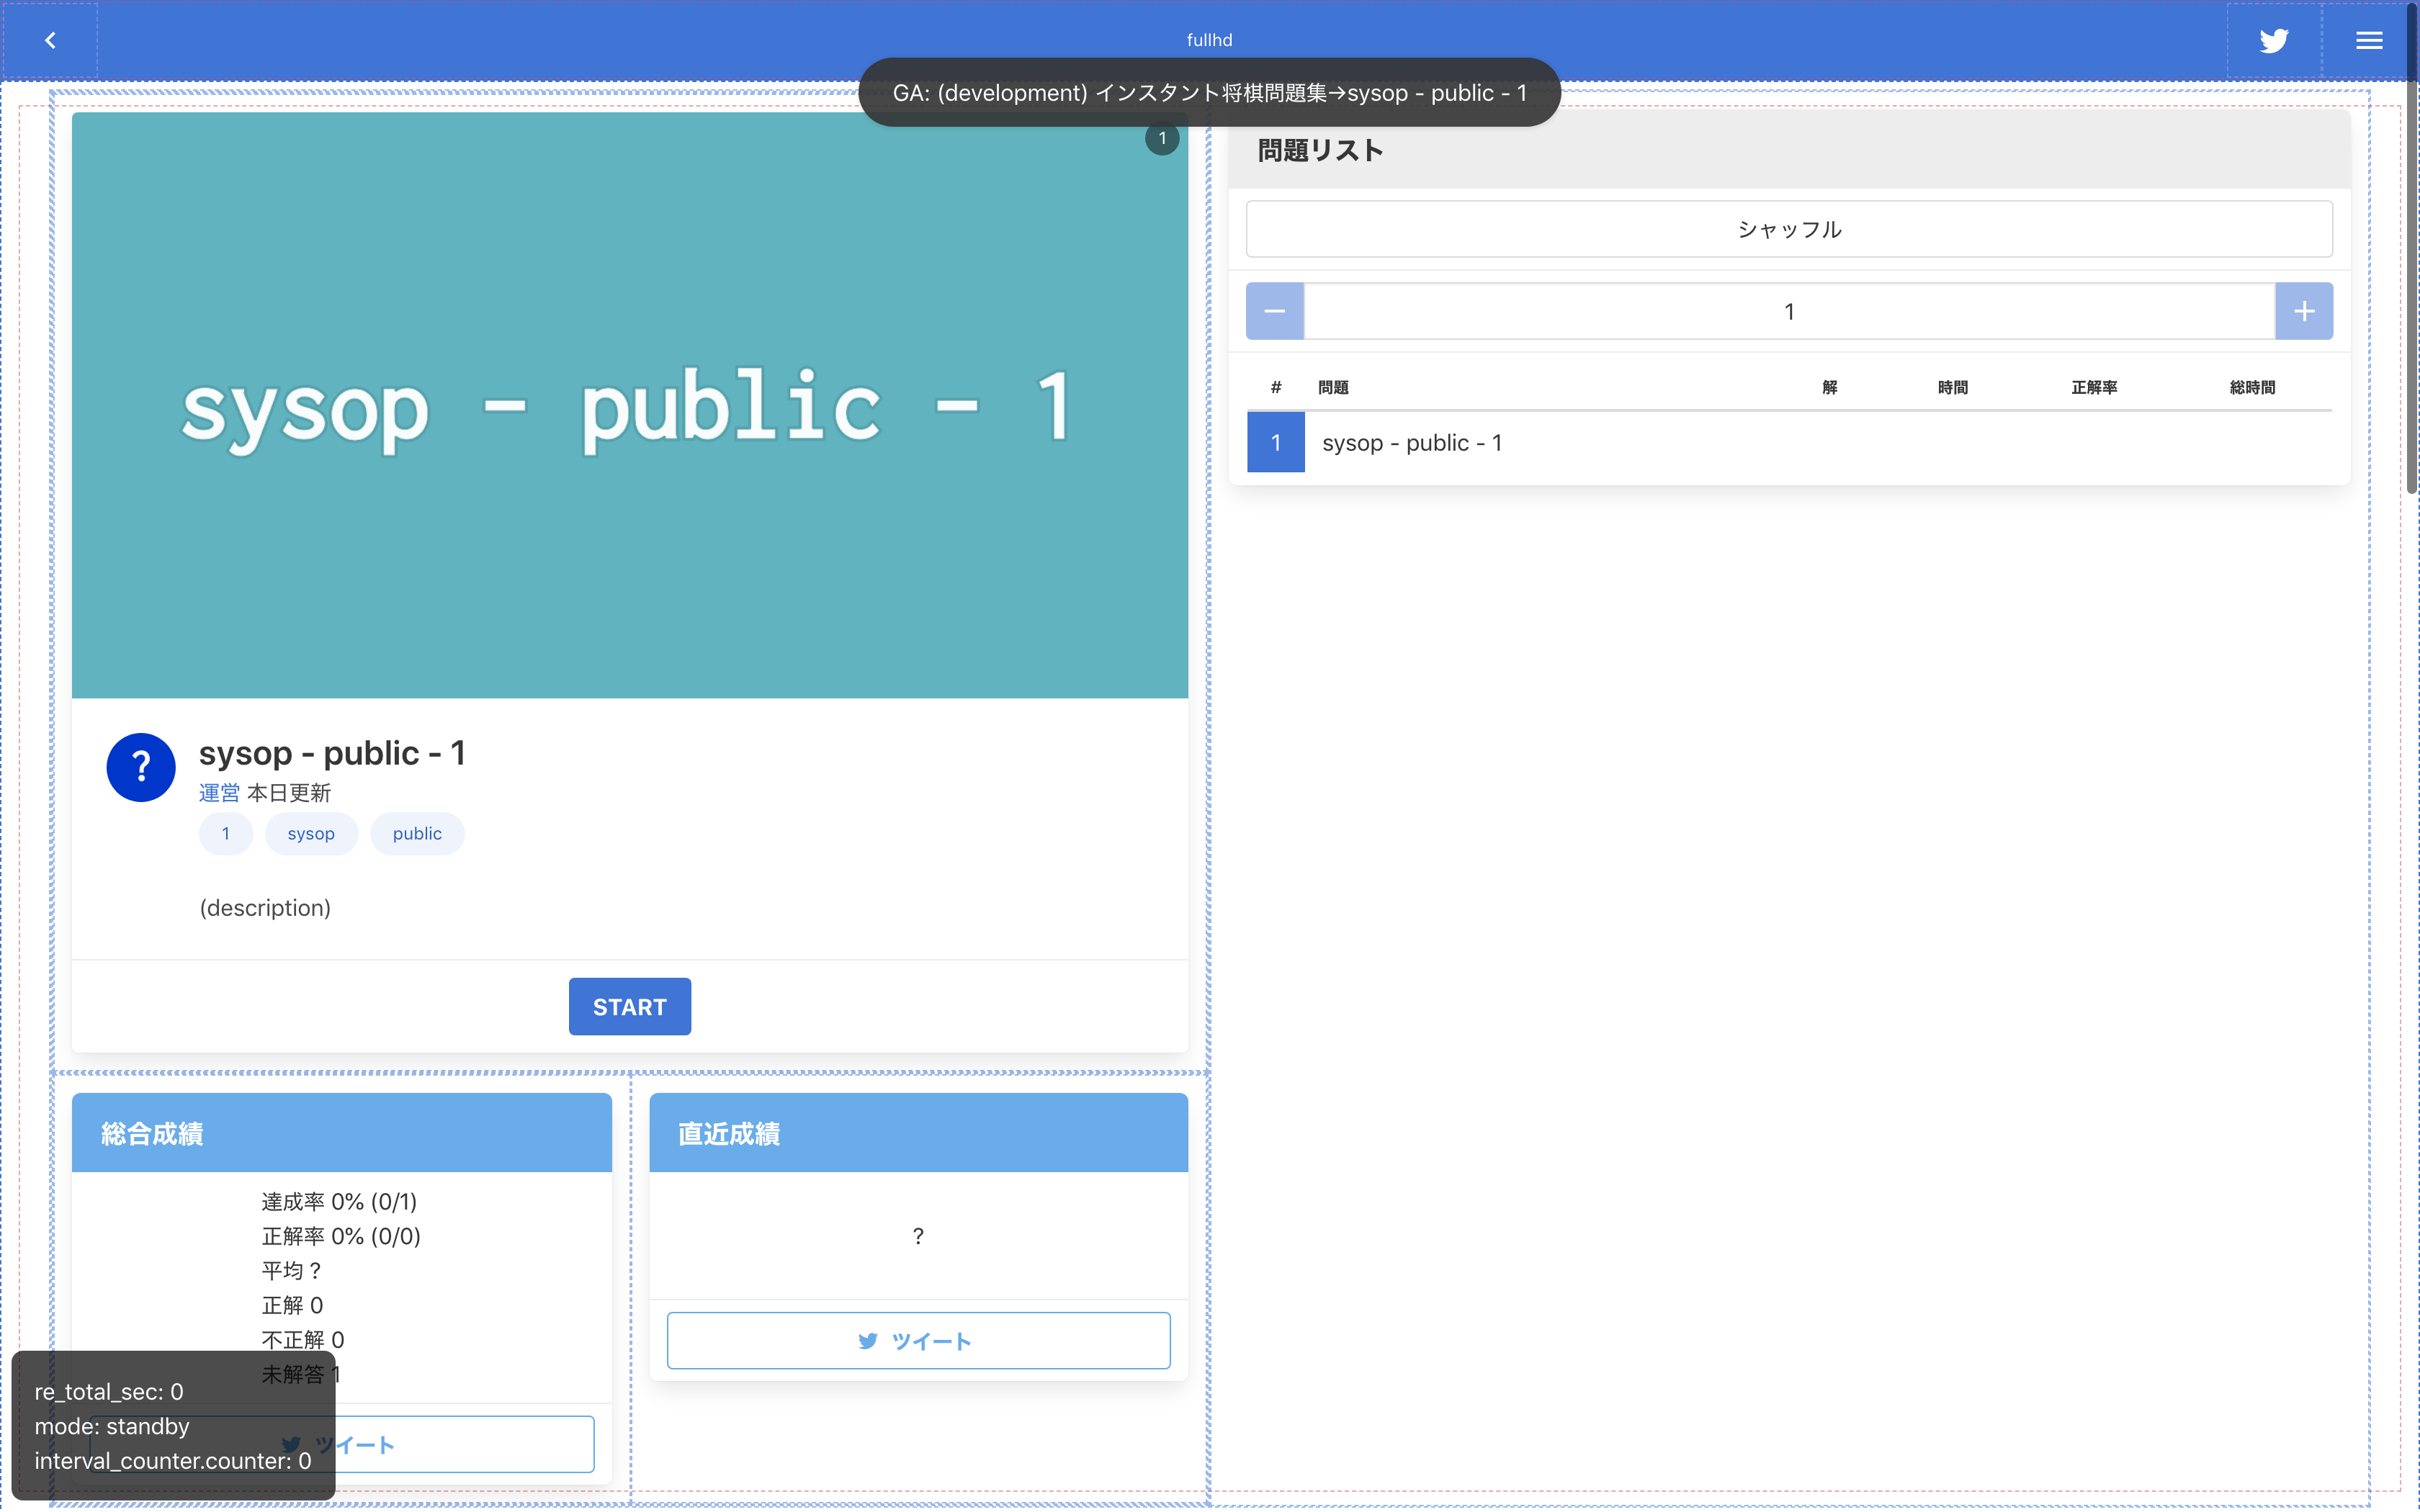 fullhd
GA: (development) インスタント将棋問題集→sysop - public - 1
1
sysop - public - 1
?
sysop - public - 1
運営 本日更新
1 sysop public
(description)
START
総合成績
達成率 0% (0/1)
正解率 0% (0/0)
平均 ?
正解 0
不正解 0
未解答 1
ツイート
直近成績
?
ツイート
re_total_sec: 0
mode: standby
interval_counter.counter: 0
問題リスト
シャッフル
1
# 問題 解 時間 正解率 総時間
1 sysop - public - 1